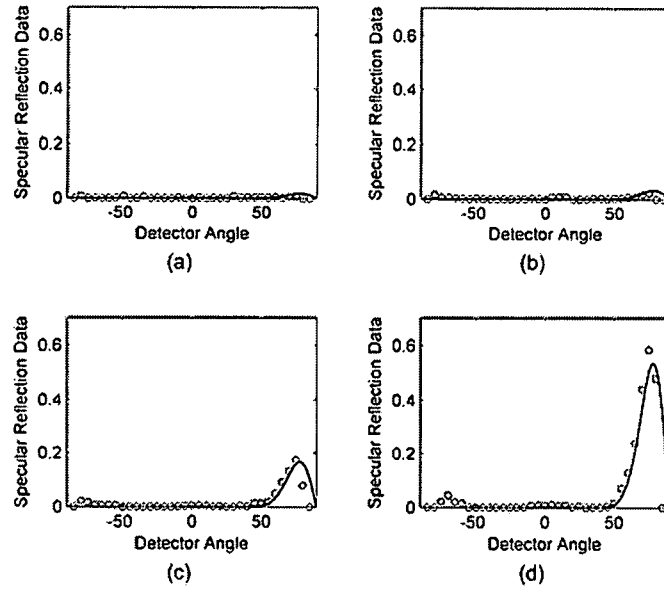 Specular Reflection Data
0.6
0.4
0.2
0
-50 0 50
Detector Angle
(a)
Specular Reflection Data
0.6
0.4
0.2
0
-50 0 50
Detector Angle
(b)
Specular Reflection Data
0.6
0.4
0.2
0
-50 0 50
Detector Angle
(c)
Specular Reflection Data
0.6
0.4
0.2
0
-50 0 50
Detector Angle
(d)